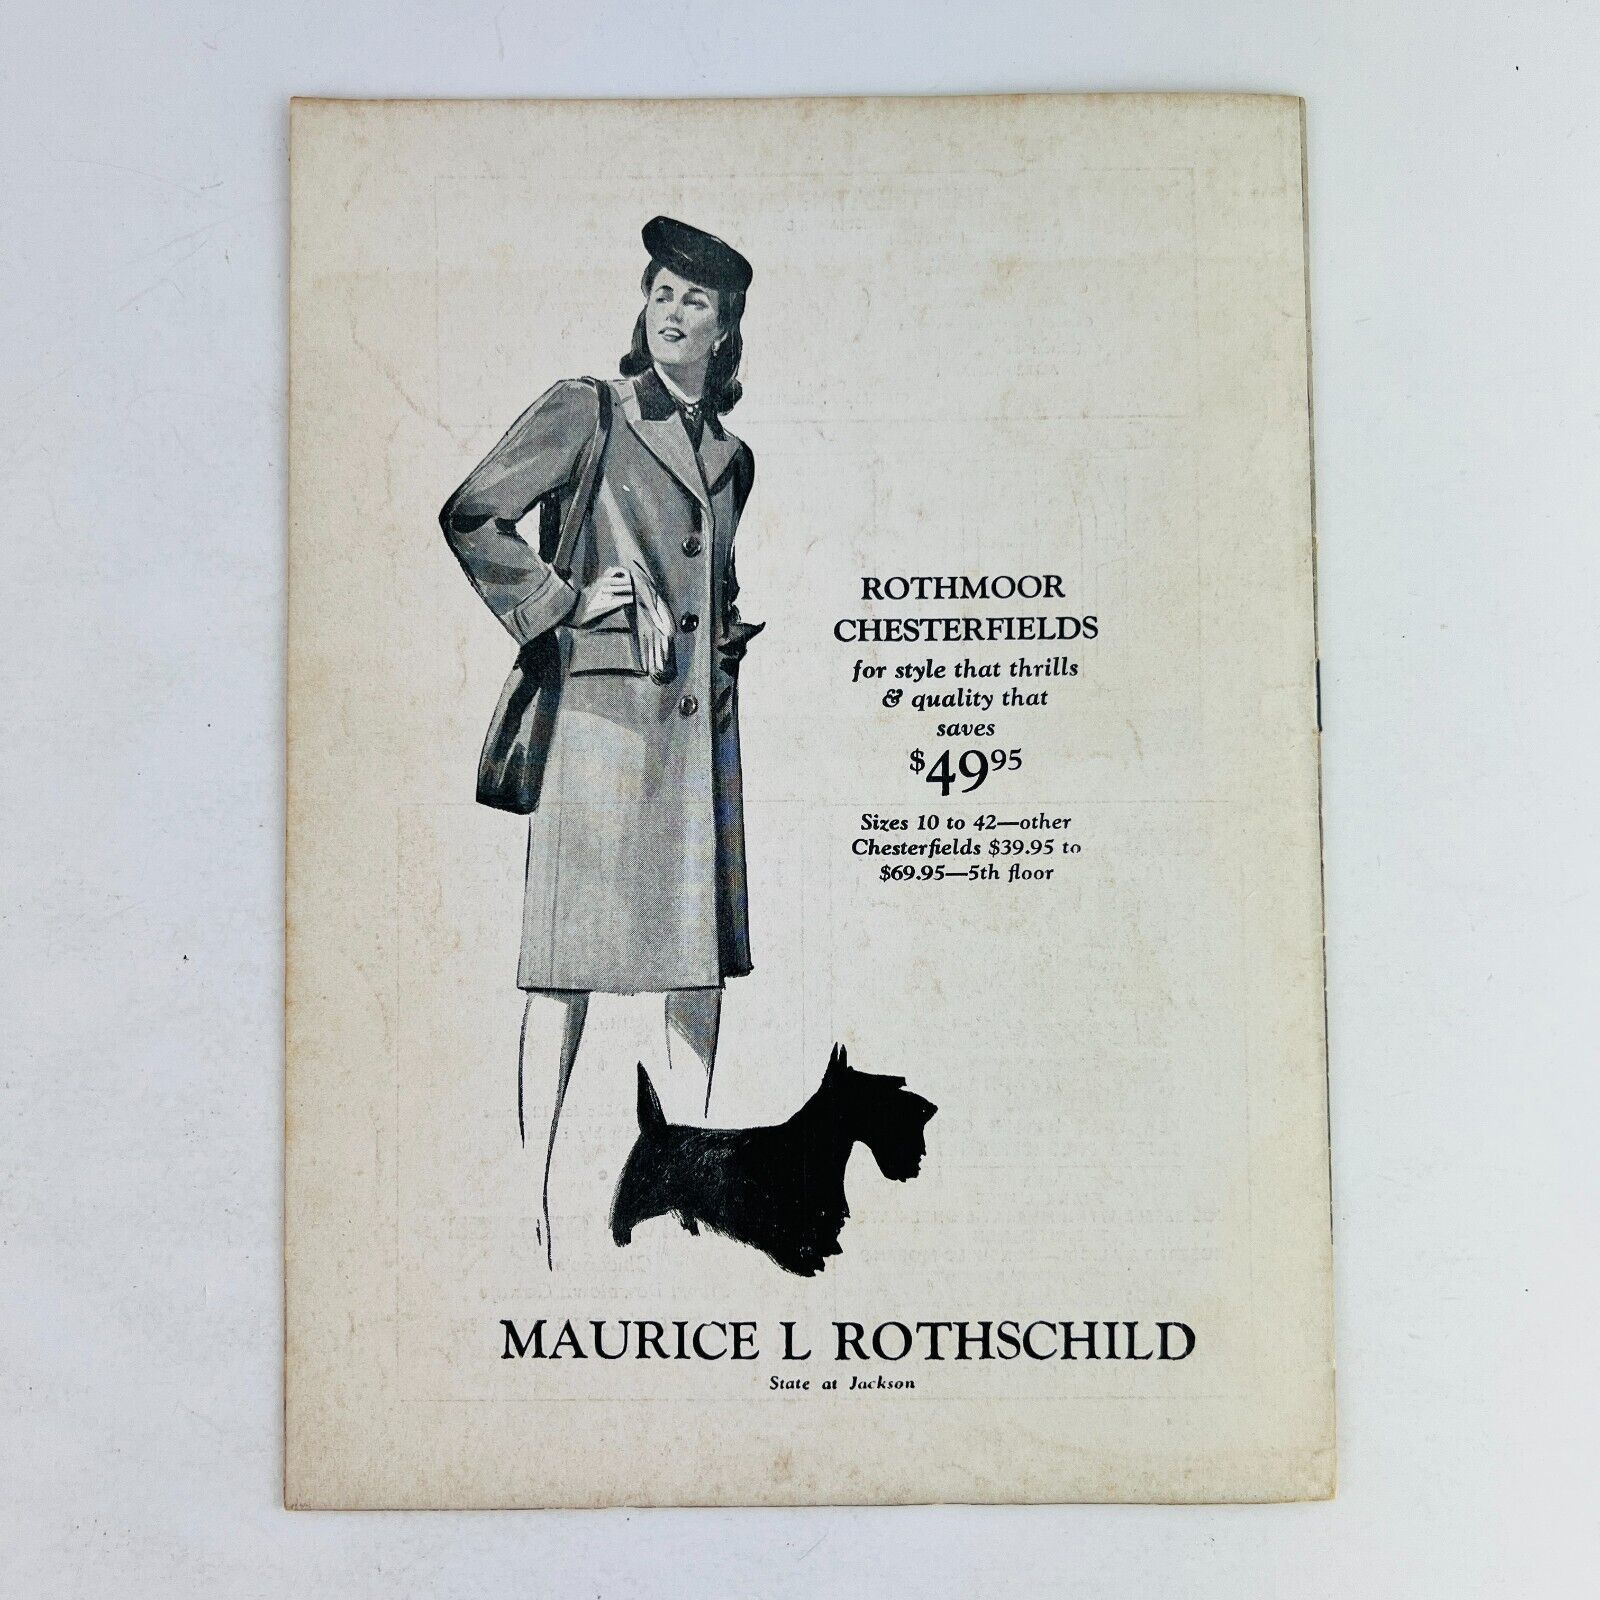 ROTHMOOR
CHESTERFIELDS
for style that thrills
& quality that
saves
$49 95
Sizes 10 to 42—other
Chesterfields $39.95 to
$69.95—5th floor
MAURICE L ROTHSCHILD
State at Jackson